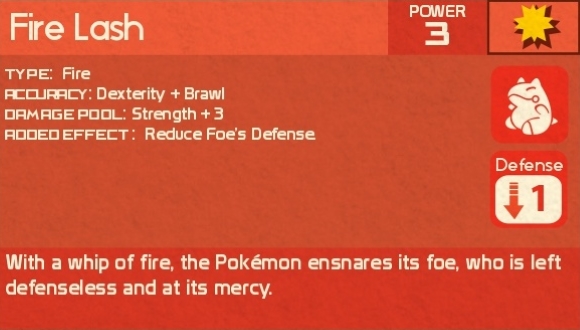 Fire Lash
POWER
3
TYPE: Fire
ACCURACY: Dexterity + Brawl
DAMAGE POOL: Strength + 3
ADDED EFFECT: Reduce Foe's Defense
Defense
1
With a whip of fire, the Pokémon ensnares its foe, who is left
defenseless and at its mercy.